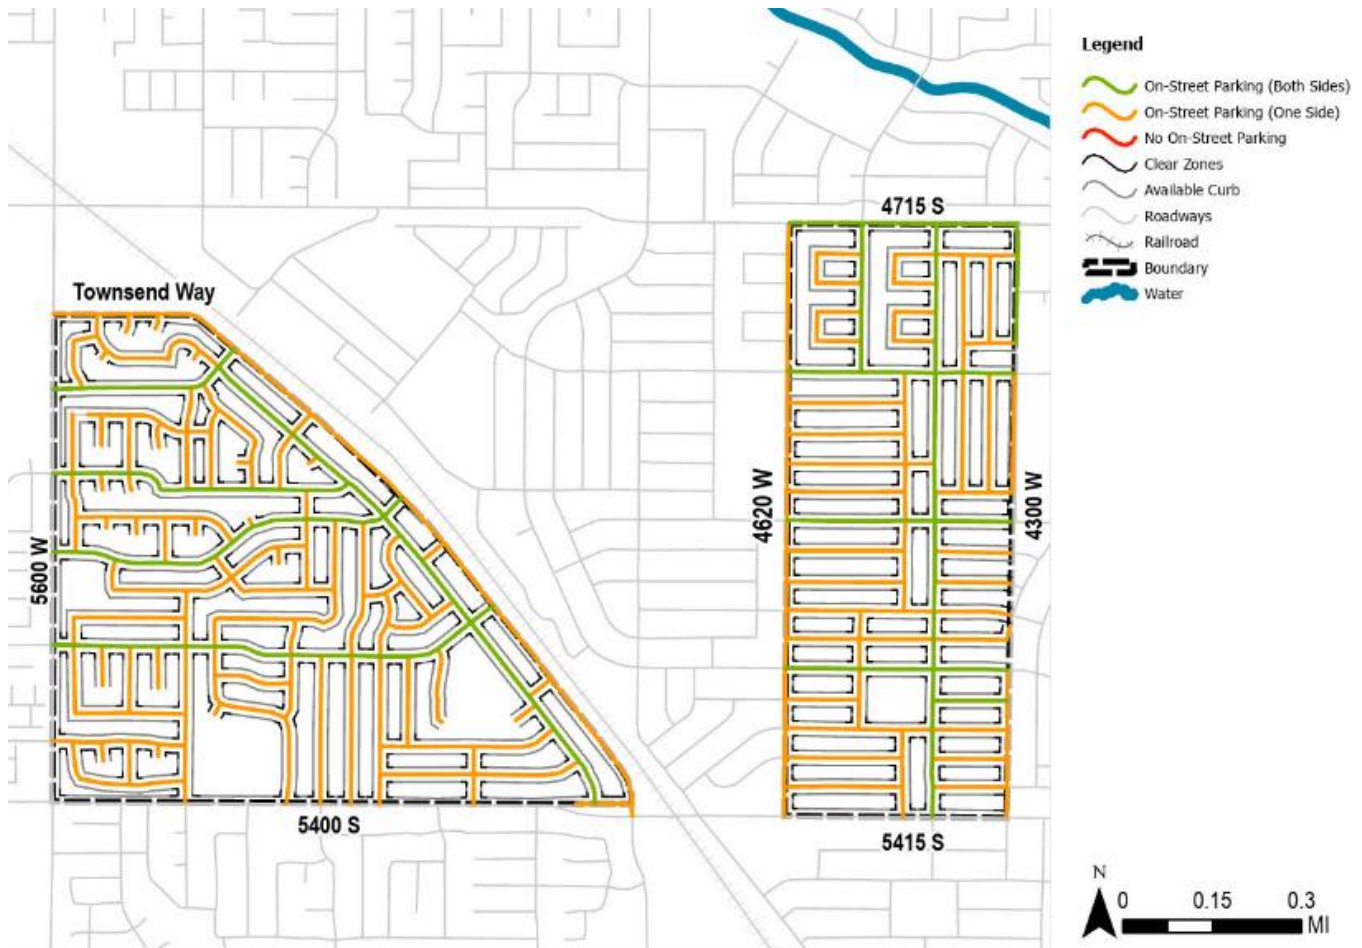 Legend
On-Street Parking (Both Sides)
On-Street Parking (One Side)
No On-Street Parking
Clear Zones
Available Curb
Roadways
Railroad
Boundary
Water
4715 S
Townsend Way
4620 W
4300 W
5600 W
5400 S
5415 S
N
0 0.15 0.3
MI